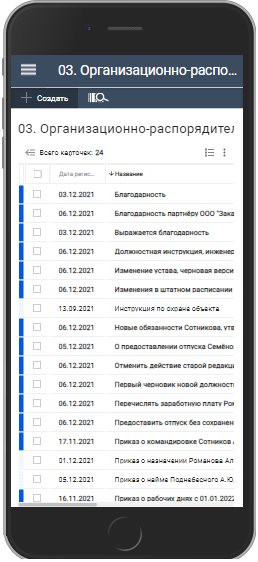 03. Организационно-распо...
Создать
03. Организационно-распорядител
Всего карточек: 24
Дата регис... Название
03.12.2021 Благодарность
06.12.2021 Благодарность партнёру ООО "Зака
03.12.2021 Выражается благодарность
06.12.2021 Должностная инструкция, инженер
06.12.2021 Изменение устава, черновая верси
06.12.2021 Изменения в штатном расписании
13.09.2021 Инструкция по охране объекта
06.12.2021 Новые обязанности Сотникова, утв
05.12.2021 О предоставлении отпуска Семёно
06.12.2021 Отменить действие старой редакци
06.12.2021 Первый черновик новой должност
06.12.2021 Перечислять заработную плату Ром
06.12.2021 Предоставить отпуск без сохранен
17.11.2021 Приказ о командировке Сотников А
01.12.2021 Приказ о назначении Романова Ал
05.12.2021 Приказ о найме Поднебесного А.Ю.
16.11.2021 Приказ о рабочих днях с 01.01.2022